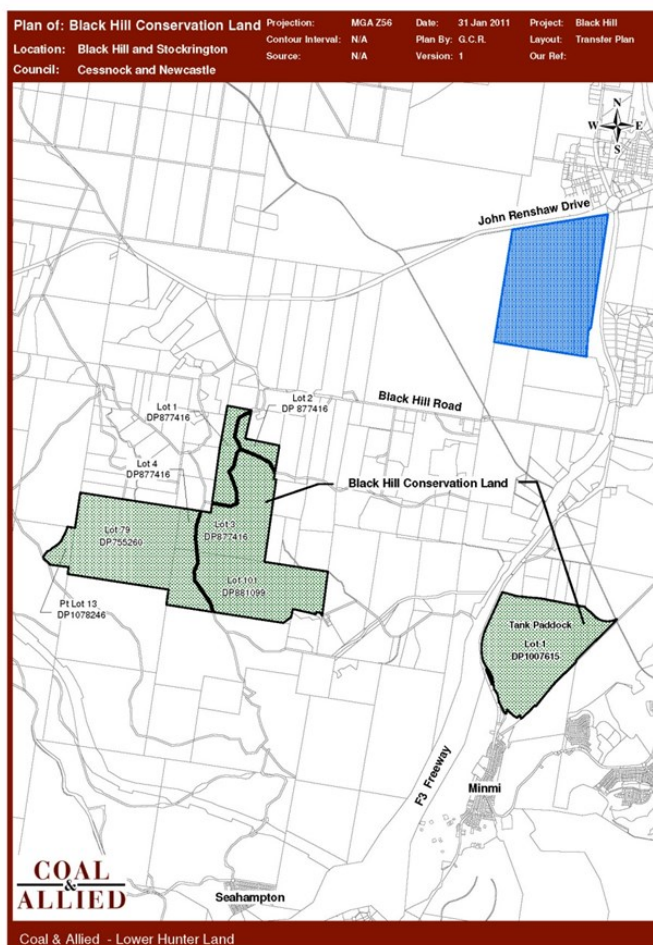 Plan of: Black Hill Conservation Land
Location: Black Hill and Stockrington
Council: Cessnock and Newcastle
Projection: MGA Z56
Contour Interval: N/A
Source: N/A
Date: 31 Jan 2011
Plan By: G.C.R.
Version: 1
Project: Black Hill
Layout: Transfer Plan
Our Ref:
N
W E
S
John Renshaw Drive
Lot 1
DP877416
Lot 2
DP 877416
Black Hill Road
Lot 4
DP877416
Black Hill Conservation Land
Lot 79
DP755260
Lot 3
DP877416
Lot 101
DP881099
Pt Lot 13
DP1078246
Tank Paddock
Lot 1
DP1007615
F3 Freeway
Minmi
COAL
&
ALLIED
Seahampton
Coal & Allied - Lower Hunter Land